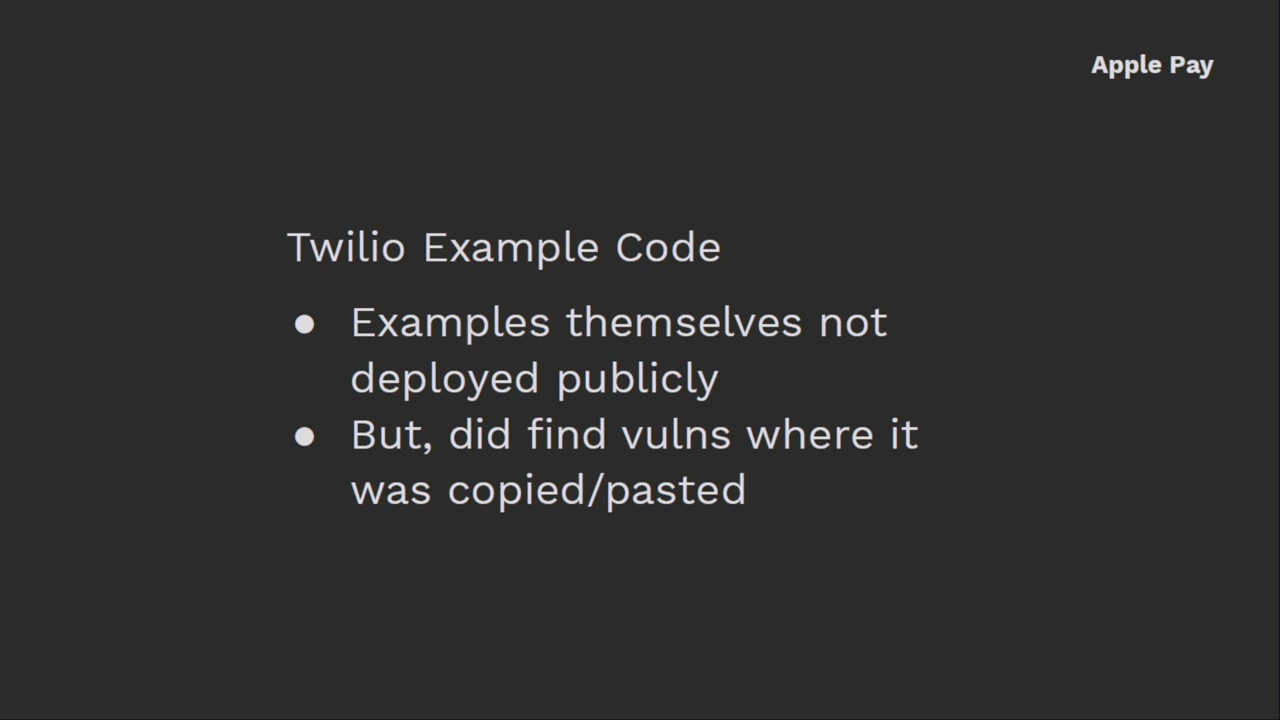 Apple Pay
Twilio Example Code
● Examples themselves not
deployed publicly
● But, did find vulns where it
was copied/pasted